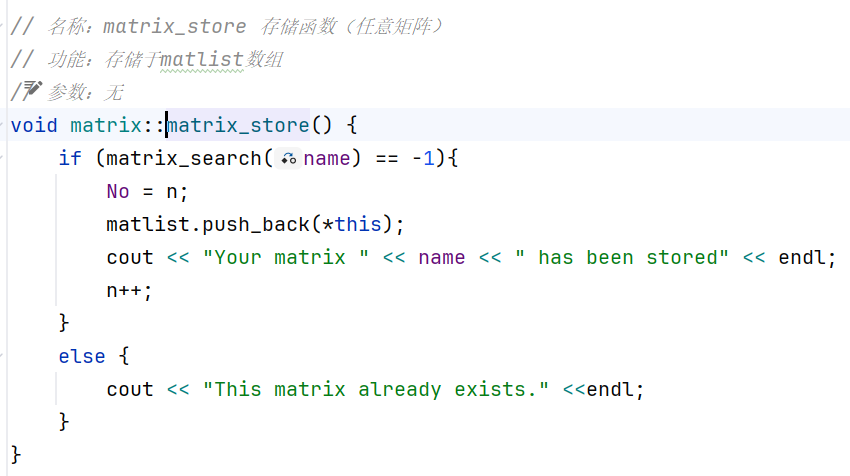 // 名称：matrix_store 存储函数（任意矩阵）
// 功能：存储于matlist数组
// 参数：无
void matrix::matrix_store() {
    if (matrix_search(name) == -1){
        No = n;
        matlist.push_back(*this);
        cout << "Your matrix " << name << " has been stored" << endl;
        n++;
    }
    else {
        cout << "This matrix already exists." <<endl;
    }
}